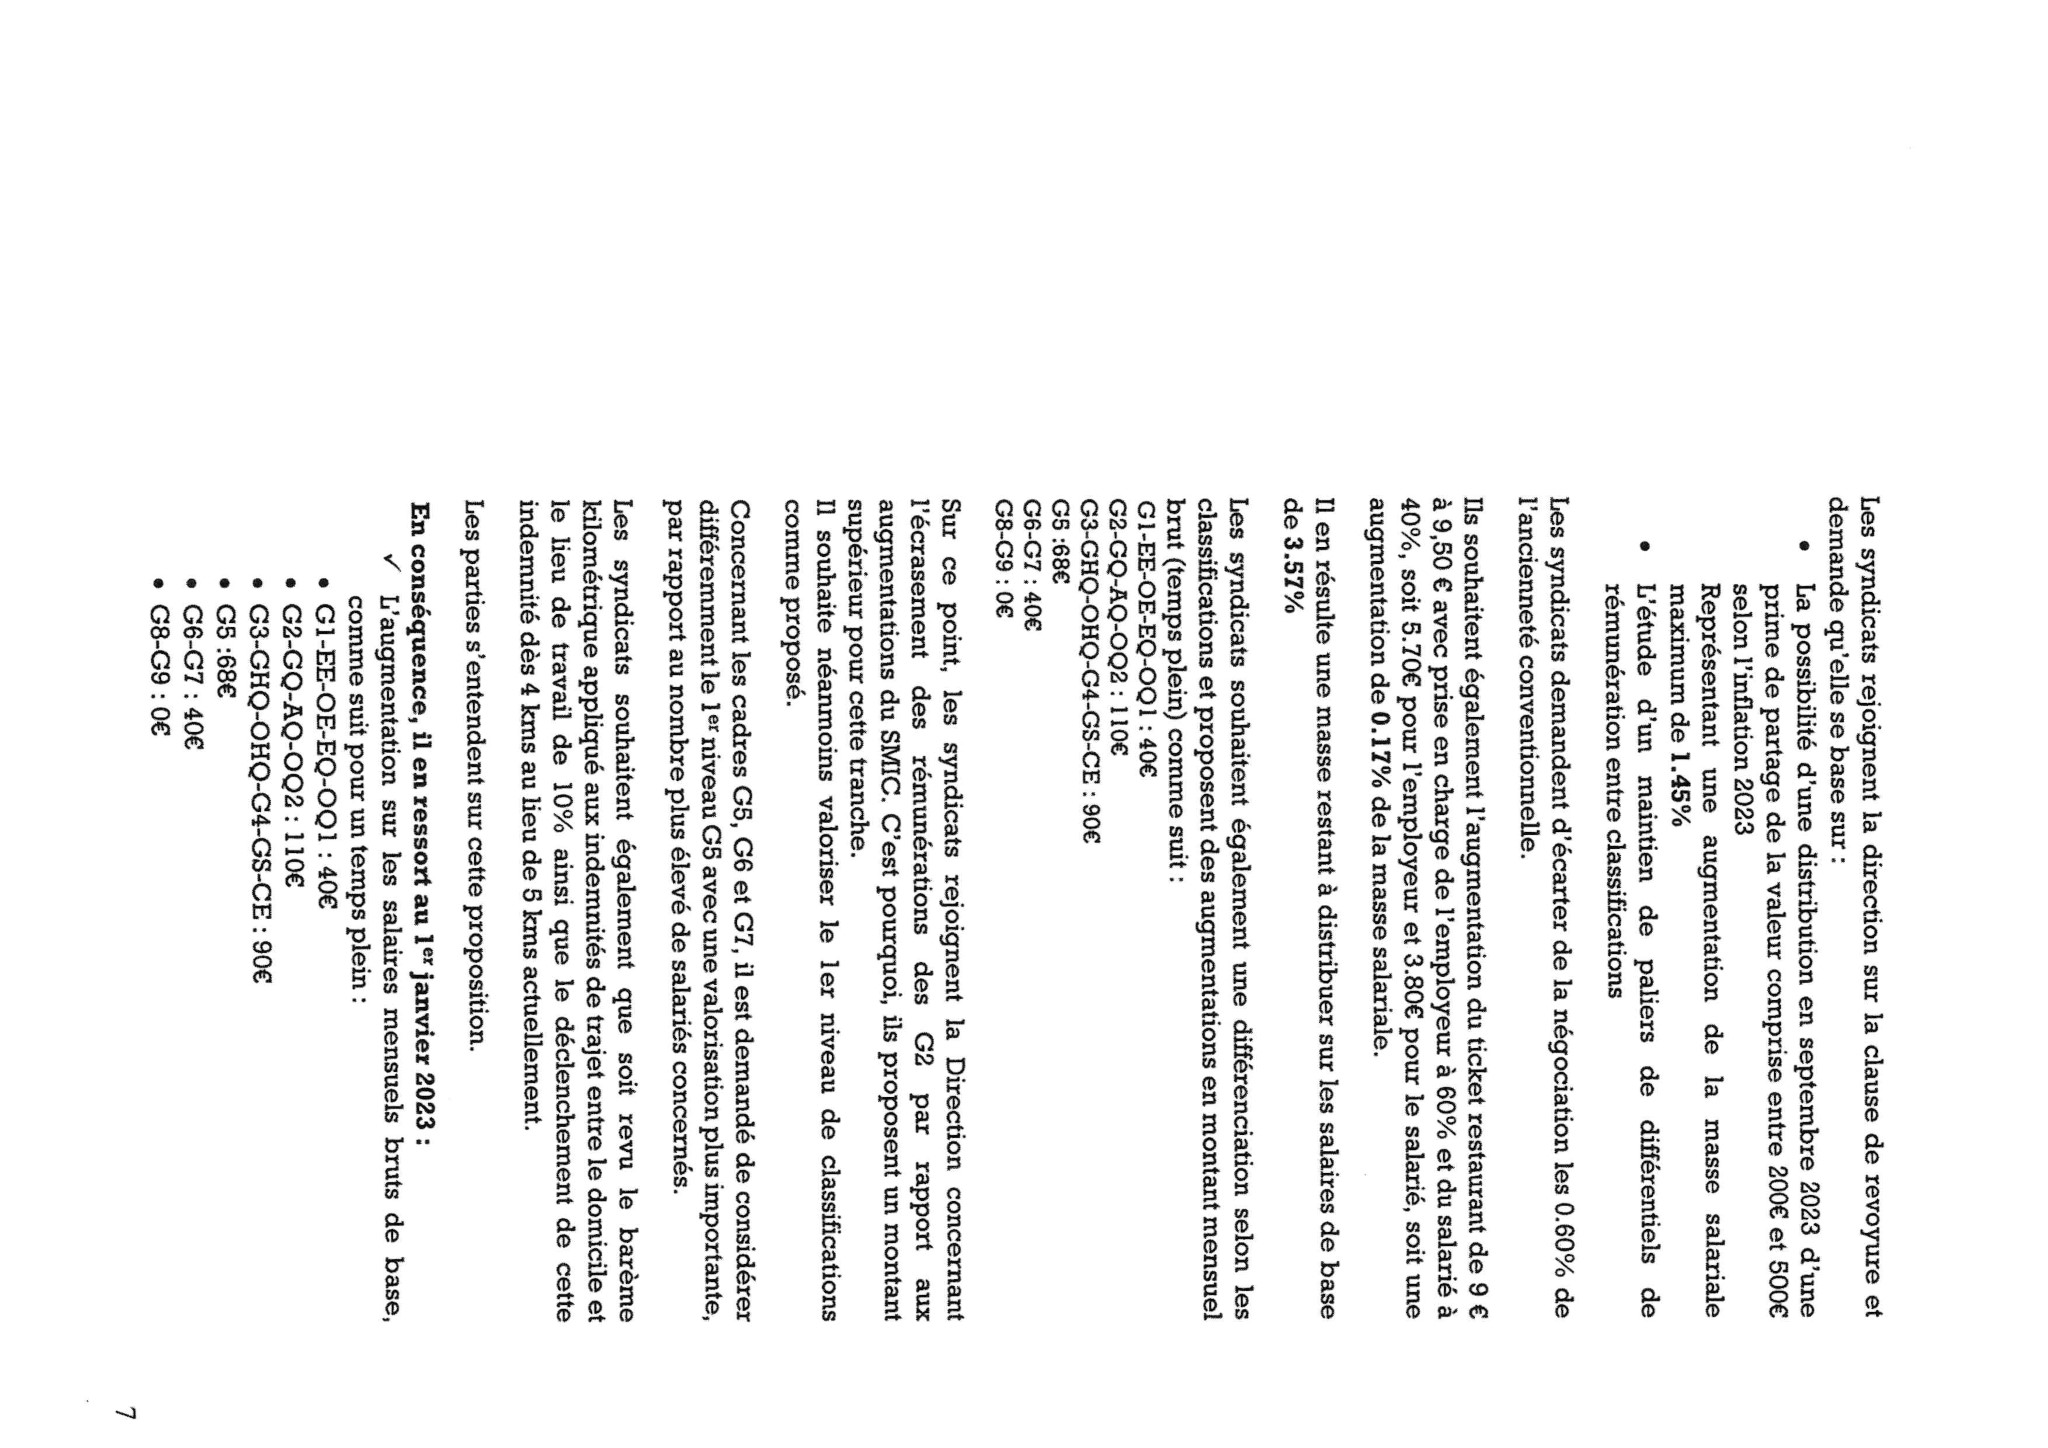 Les syndicats rejoignent la direction sur la clause de revoyure et
demande qu'elle se base sur :
• La possibilité d'une distribution en septembre 2023 d'une
prime de partage de la valeur comprise entre 200€ et 500€
selon l'inflation 2023
Représentant une augmentation de la masse salariale
maximum de 1.45%
• L'étude d'un maintien de paliers de différentiels de
rémunération entre classifications
Les syndicats demandent d'écarter de la négociation les 0.60% de
l'ancienneté conventionnelle.
Ils souhaitent également l'augmentation du ticket restaurant de 9 €
à 9,50 € avec prise en charge de l'employeur à 60% et du salarié à
40%, soit 5.70€ pour l'employeur et 3.80€ pour le salarié, soit une
augmentation de 0.17% de la masse salariale.
Il en résulte une masse restant à distribuer sur les salaires de base
de 3.57%
Les syndicats souhaitent également une différenciation selon les
classifications et proposent des augmentations en montant mensuel
brut (temps plein) comme suit :
G1-EE-OE-EQ-OQ1 : 40€
G2-GQ-AQ-OQ2 : 110€
G3-GHQ-OHQ-G4-GS-CE : 90€
G5 :68€
G6-G7 : 40€
G8-G9 : 0€
Sur ce point, les syndicats rejoignent la Direction concernant
l'écrasement des rémunérations des G2 par rapport aux
augmentations du SMIC. C'est pourquoi, ils proposent un montant
supérieur pour cette tranche.
Il souhaite néanmoins valoriser le 1er niveau de classifications
comme proposé.
Concernant les cadres G5, G6 et G7, il est demandé de considérer
différemment le 1er niveau G5 avec une valorisation plus importante,
par rapport au nombre plus élevé de salariés concernés.
Les syndicats souhaitent également que soit revu le barème
kilométrique appliqué aux indemnités de trajet entre le domicile et
le lieu de travail de 10% ainsi que le déclenchement de cette
indemnité dès 4 kms au lieu de 5 kms actuellement.
Les parties s'entendent sur cette proposition.
En conséquence, il en ressort au 1er janvier 2023 :
✓ L'augmentation sur les salaires mensuels bruts de base,
comme suit pour un temps plein :
• G1-EE-OE-EQ-OQ1 : 40€
• G2-GQ-AQ-OQ2 : 110€
• G3-GHQ-OHQ-G4-GS-CE : 90€
• G5 :68€
• G6-G7 : 40€
• G8-G9 : 0€
7